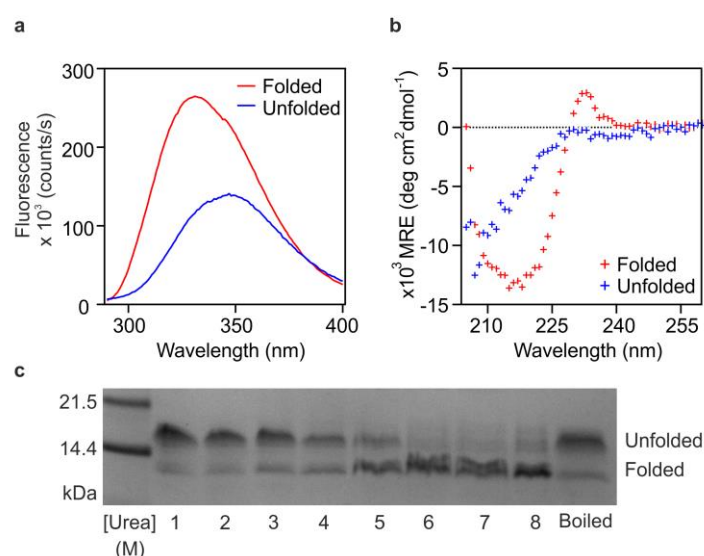 a
Fluorescence
x 10³ (counts/s)
300
200
100
0
300
350
400
Wavelength (nm)
Folded
Unfolded
b
x10³ MRE (deg cm² dmol⁻¹)
5
0
-5
-10
-15
210
225
240
255
Wavelength (nm)
Folded
Unfolded
c
21.5
14.4
kDa
Unfolded
Folded
[Urea] 1 2 3 4 5 6 7 8 Boiled
(M)